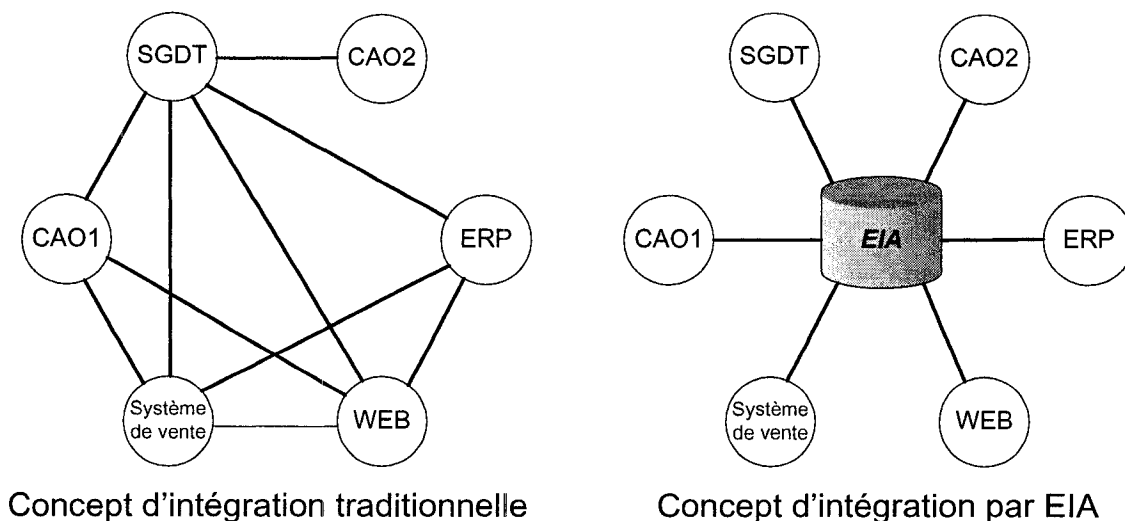 SGDT
CAO2
CAO1
ERP
Système
de vente
WEB
Concept d'intégration traditionnelle
SGDT
CAO2
CAO1
EIA
ERP
Système
de vente
WEB
Concept d'intégration par EIA